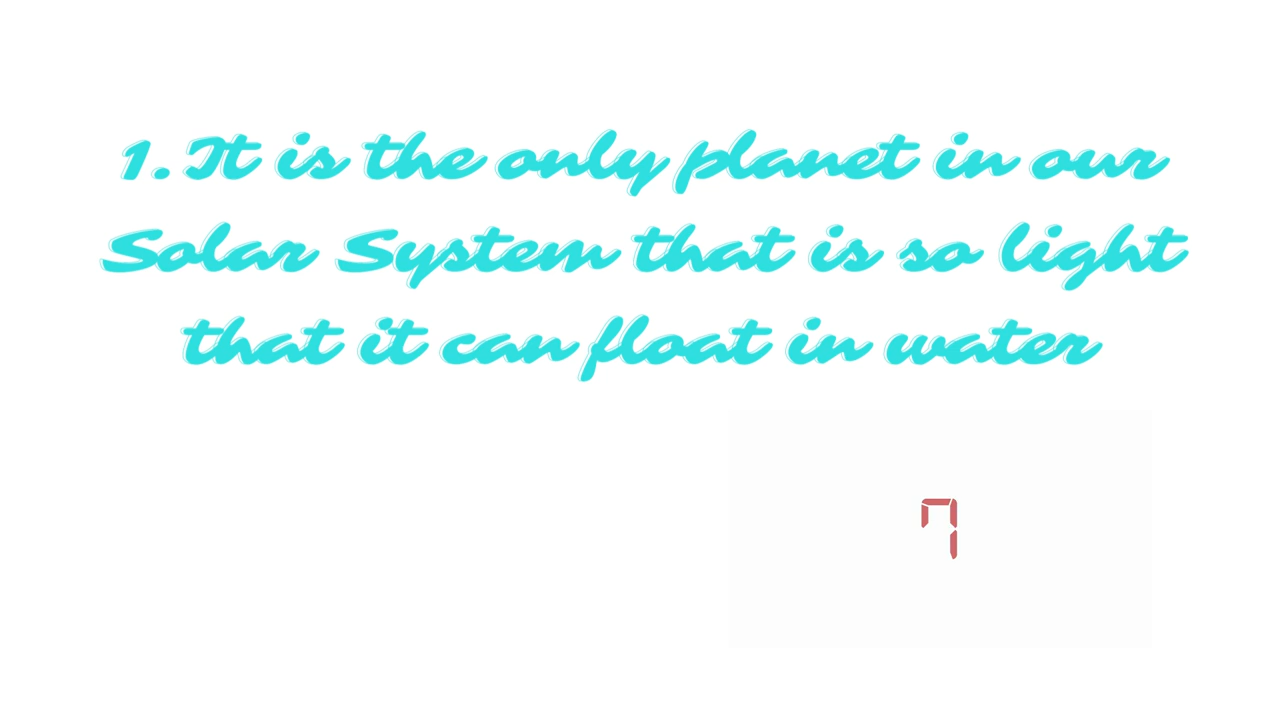 1. It is the only planet in our
Solar System that is so light
that it can float in water
7